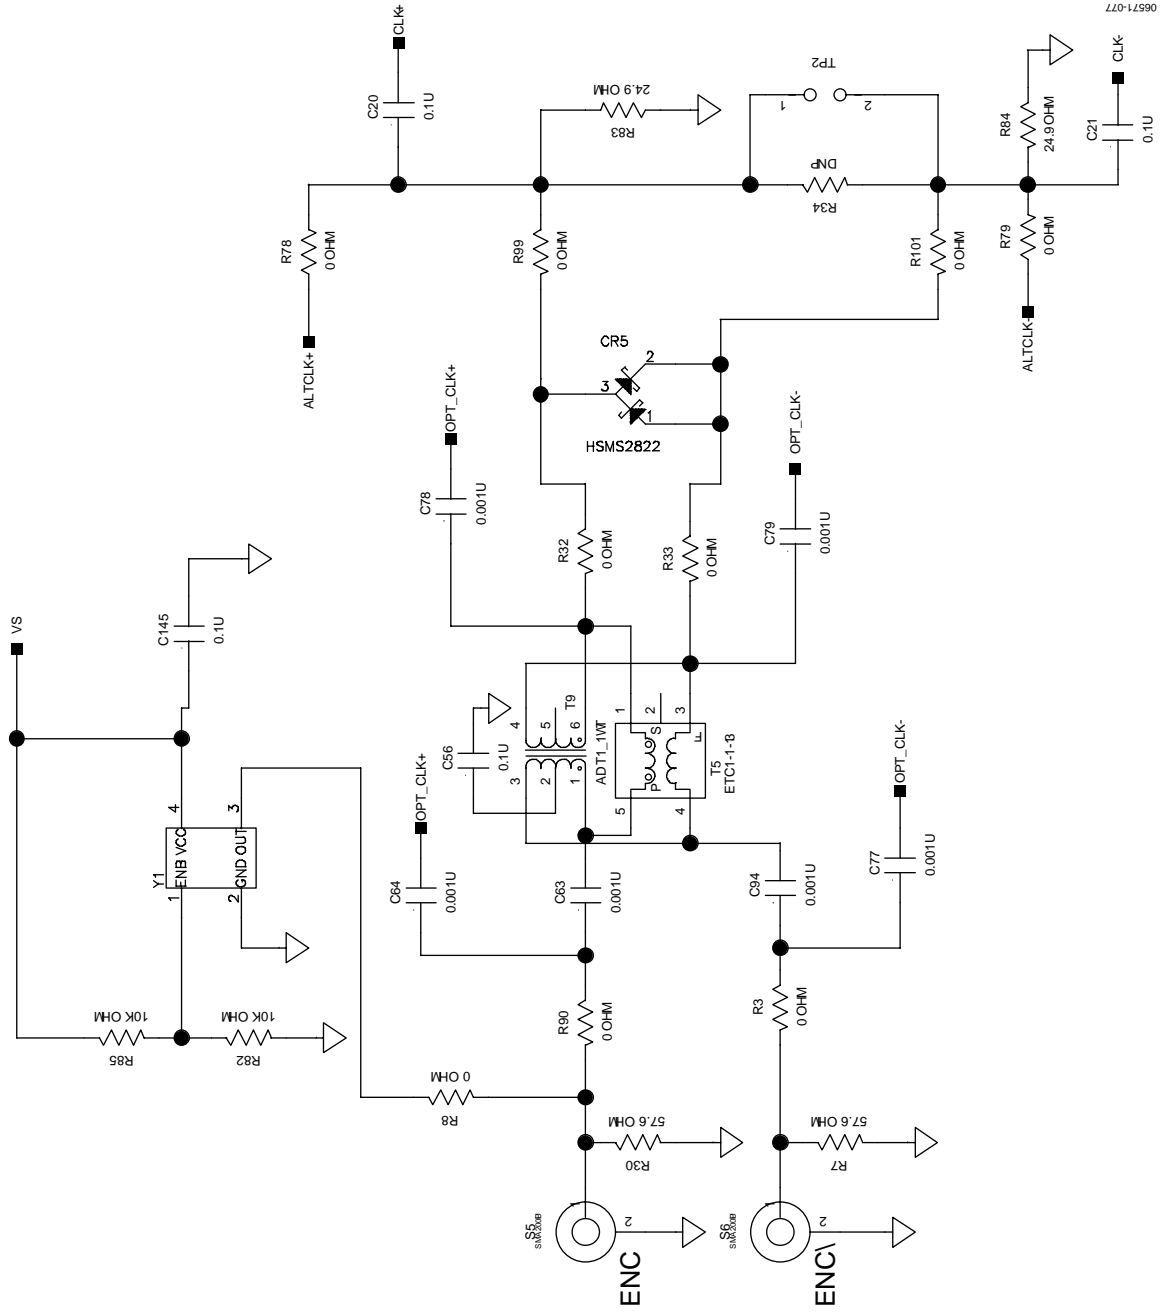 06571-077
CLK+
C20
0.1U
R78
0 OHM
ALTCLK+
R83
24.9 OHM
TP2
1
2
R84
24.9 OHM
C21
0.1U
CLK-
R99
0 OHM
R34
DNP
R101
0 OHM
R79
0 OHM
ALTCLK-
CR5
3
2
1
HSMS2822
OPT_CLK+
C78
0.001U
OPT_CLK-
C79
0.001U
R32
0 OHM
R33
0 OHM
VS
C145
0.1U
Y1
ENB VCC
GND OUT
1
4
2
3
C56
0.1U
T9
ADT1_1WT
4
5
6
3
2
1
T5
ETC1-1-13
1
2
3
5
4
P
S
F
OPT_CLK+
C64
0.001U
C63
0.001U
C94
0.001U
OPT_CLK-
C77
0.001U
R85
10K OHM
R82
10K OHM
R90
0 OHM
R3
0 OHM
R8
0 OHM
R30
57.6 OHM
R7
57.6 OHM
S5
SMA200B
1
2
ENC
S6
SMA200B
1
2
ENC\